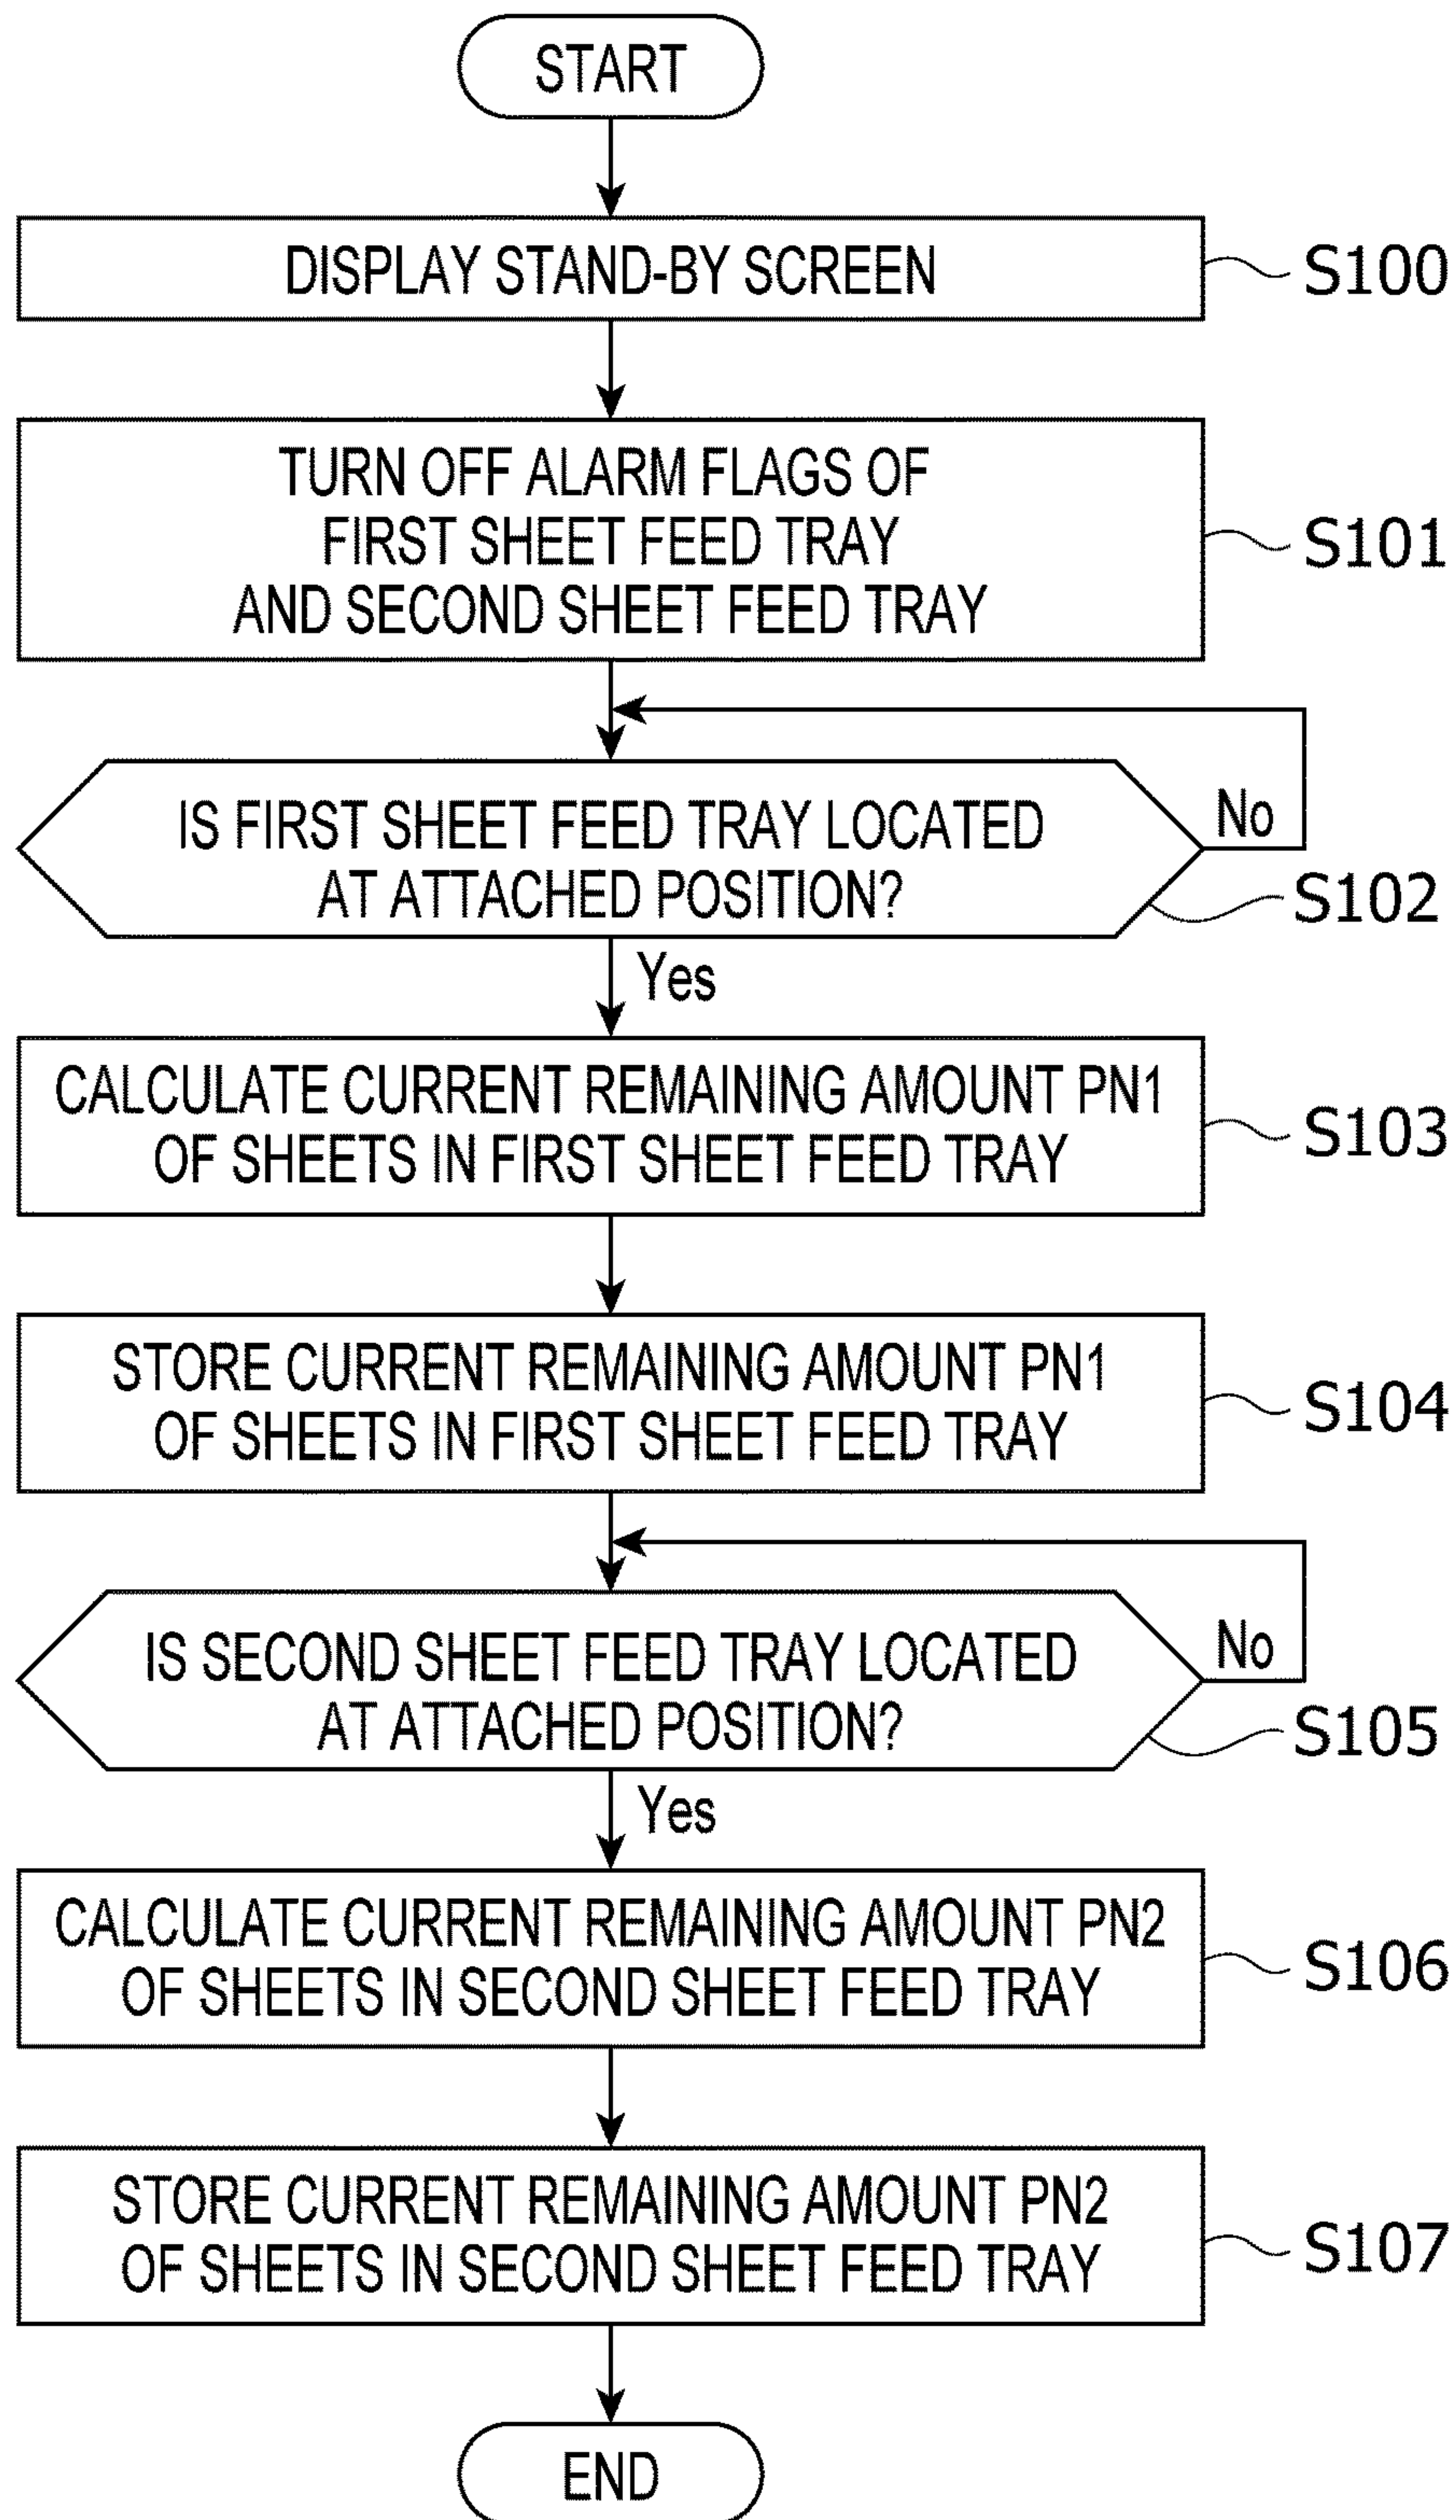 START
DISPLAY STAND-BY SCREEN
S100
TURN OFF ALARM FLAGS OF
FIRST SHEET FEED TRAY
AND SECOND SHEET FEED TRAY
S101
IS FIRST SHEET FEED TRAY LOCATED
AT ATTACHED POSITION?
No
S102
Yes
CALCULATE CURRENT REMAINING AMOUNT PN1
OF SHEETS IN FIRST SHEET FEED TRAY
S103
STORE CURRENT REMAINING AMOUNT PN1
OF SHEETS IN FIRST SHEET FEED TRAY
S104
IS SECOND SHEET FEED TRAY LOCATED
AT ATTACHED POSITION?
No
S105
Yes
CALCULATE CURRENT REMAINING AMOUNT PN2
OF SHEETS IN SECOND SHEET FEED TRAY
S106
STORE CURRENT REMAINING AMOUNT PN2
OF SHEETS IN SECOND SHEET FEED TRAY
S107
END